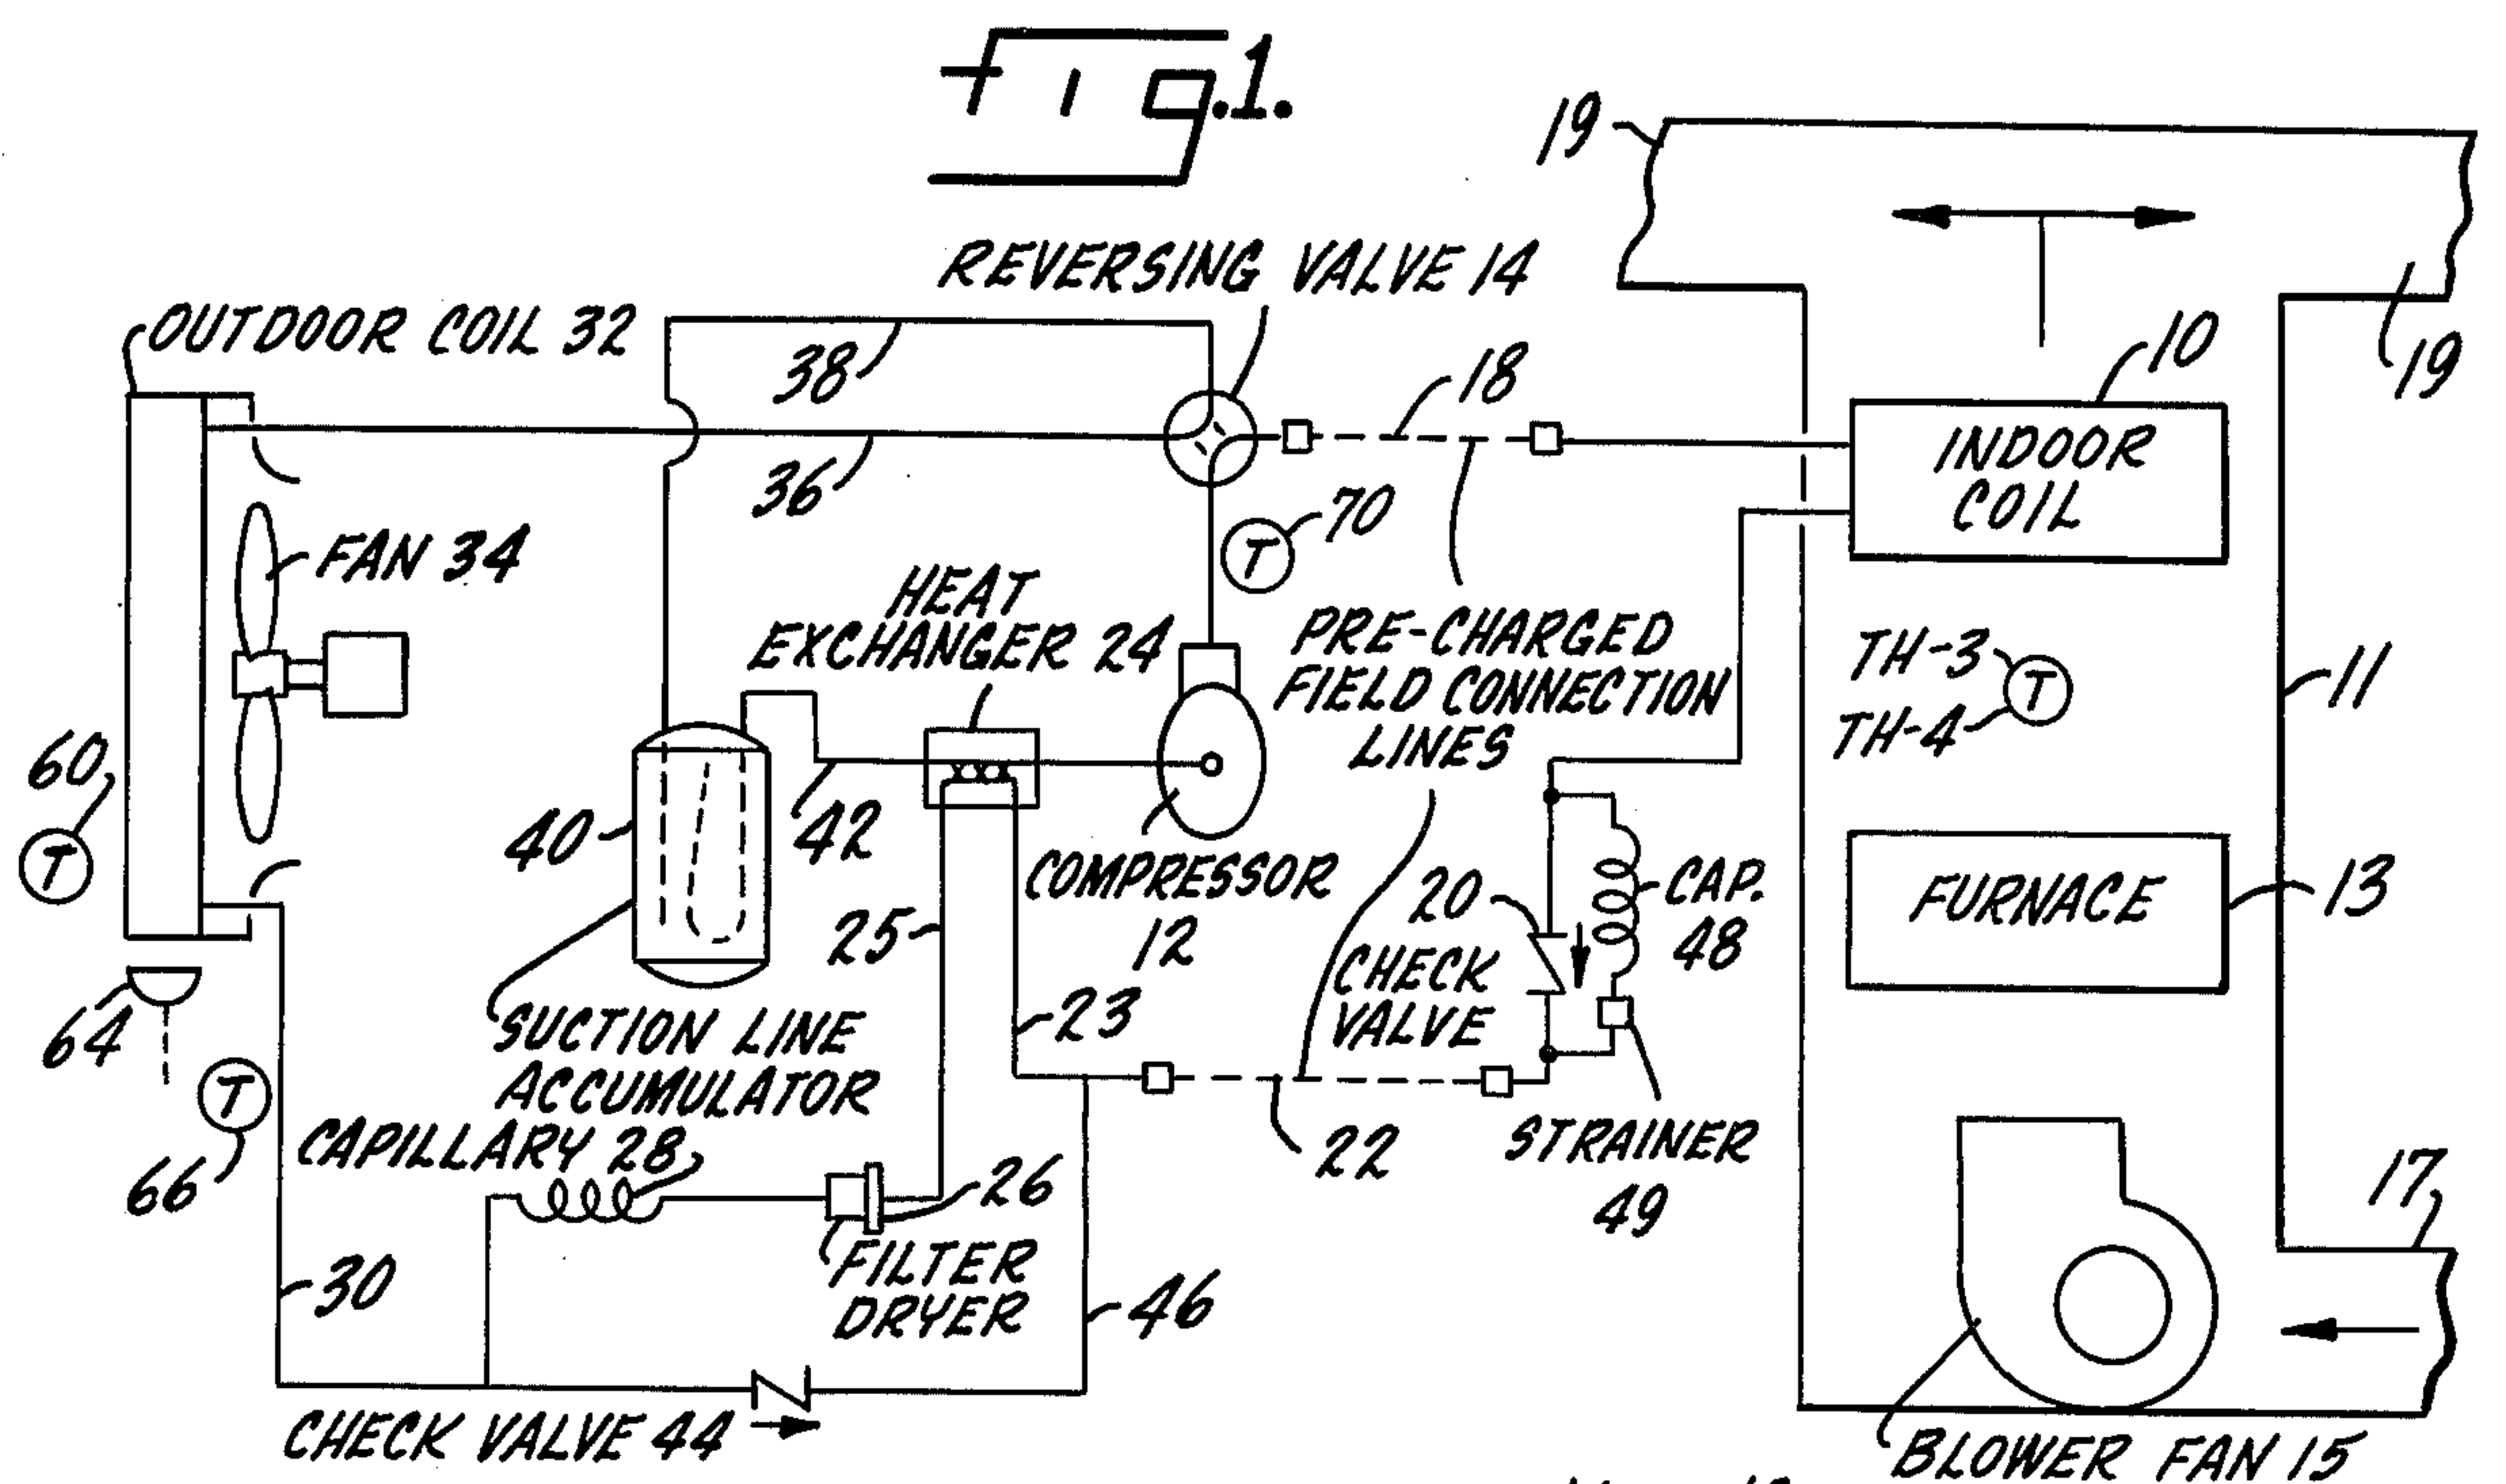 Fig. 1.
19
REVERSING VALVE 14
OUTDOOR COIL 32
38
18
10
19
36
INDOOR
COIL
70
T
FAN 34
HEAT
EXCHANGER 24
PRE-CHARGED
FIELD CONNECTION
LINES
TH-3
T
TH-4
11
60
T
40
42
COMPRESSOR
12
20
CHECK
VALVE
CAP.
48
FURNACE
13
25
23
64
SUCTION LINE
ACCUMULATOR
T
66
CAPILLARY 28
26
FILTER
DRYER
22
STRAINER
49
17
30
46
CHECK VALVE 44
BLOWER FAN 15